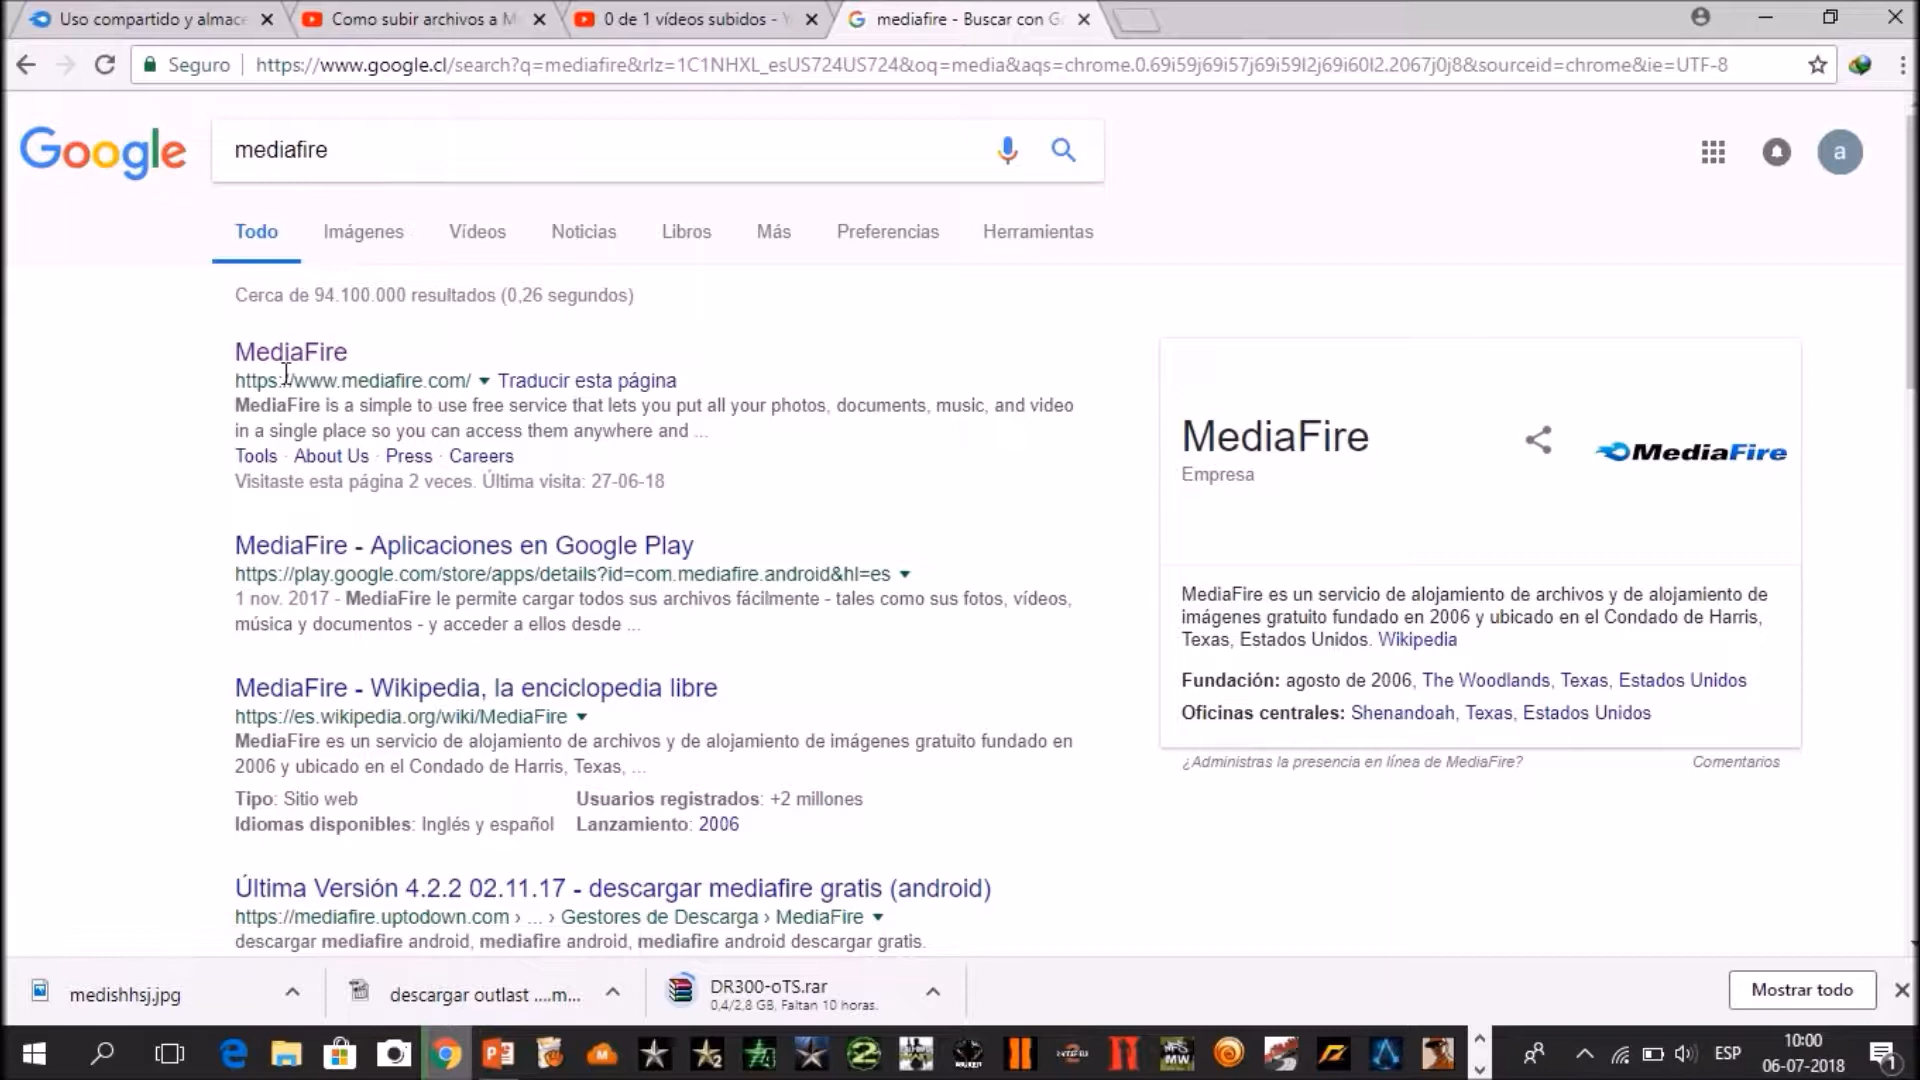 Uso compartido y almace
Como subir archivos a M
0 de 1 vídeos subidos - Y
mediafire - Buscar con G
Seguro
https://www.google.cl/search?q=mediafire&rlz=1C1NHXL_esUS724US724&oq=media&aqs=chrome.0.69i59j69i57j69i59l2j69i60l2.2067j0j8&sourceid=chrome&ie=UTF-8
Google
mediafire
a
Todo Imágenes Vídeos Noticias Libros Más Preferencias Herramientas
Cerca de 94.100.000 resultados (0,26 segundos)
MediaFire
https://www.mediafire.com/ Traducir esta página
MediaFire is a simple to use free service that lets you put all your photos, documents, music, and video
in a single place so you can access them anywhere and ...
Tools · About Us · Press · Careers
Visitaste esta página 2 veces. Última visita: 27-06-18
MediaFire - Aplicaciones en Google Play
https://play.google.com/store/apps/details?id=com.mediafire.android&hl=es
1 nov. 2017 - MediaFire le permite cargar todos sus archivos fácilmente - tales como sus fotos, vídeos,
música y documentos - y acceder a ellos desde ...
MediaFire - Wikipedia, la enciclopedia libre
https://es.wikipedia.org/wiki/MediaFire
MediaFire es un servicio de alojamiento de archivos y de alojamiento de imágenes gratuito fundado en
2006 y ubicado en el Condado de Harris, Texas, ...
Tipo: Sitio web Usuarios registrados: +2 millones
Idiomas disponibles: Inglés y español Lanzamiento: 2006
Última Versión 4.2.2 02.11.17 - descargar mediafire gratis (android)
https://mediafire.uptodown.com › ... › Gestores de Descarga › MediaFire
descargar mediafire android, mediafire android, mediafire android descargar gratis.
MediaFire
Empresa
MediaFire
MediaFire es un servicio de alojamiento de archivos y de alojamiento de
imágenes gratuito fundado en 2006 y ubicado en el Condado de Harris,
Texas, Estados Unidos. Wikipedia
Fundación: agosto de 2006, The Woodlands, Texas, Estados Unidos
Oficinas centrales: Shenandoah, Texas, Estados Unidos
¿Administras la presencia en línea de MediaFire? Comentarios
medishhsj.jpg
descargar outlast ....m...
DR300-oTS.rar
0,4/2,8 GB, Faltan 10 horas.
Mostrar todo
ESP
10:00
06-07-2018
1